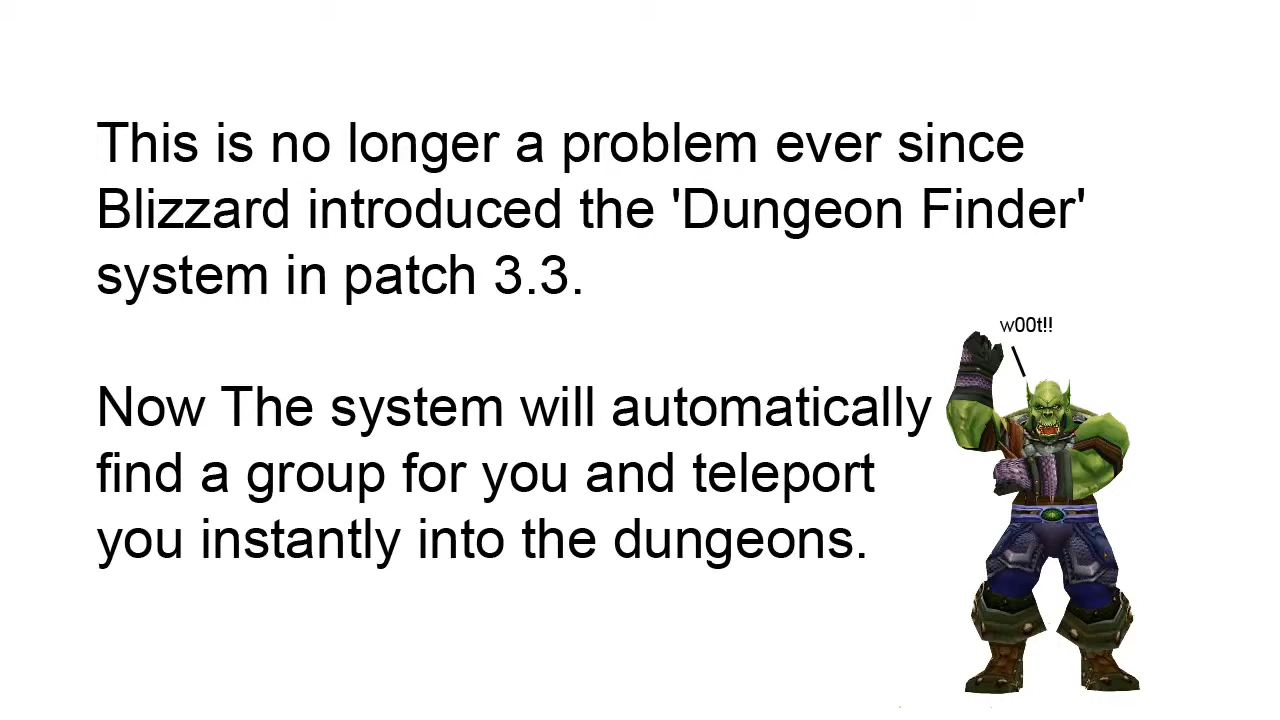 This is no longer a problem ever since
Blizzard introduced the 'Dungeon Finder'
system in patch 3.3.
w00t!!
Now The system will automatically
find a group for you and teleport
you instantly into the dungeons.